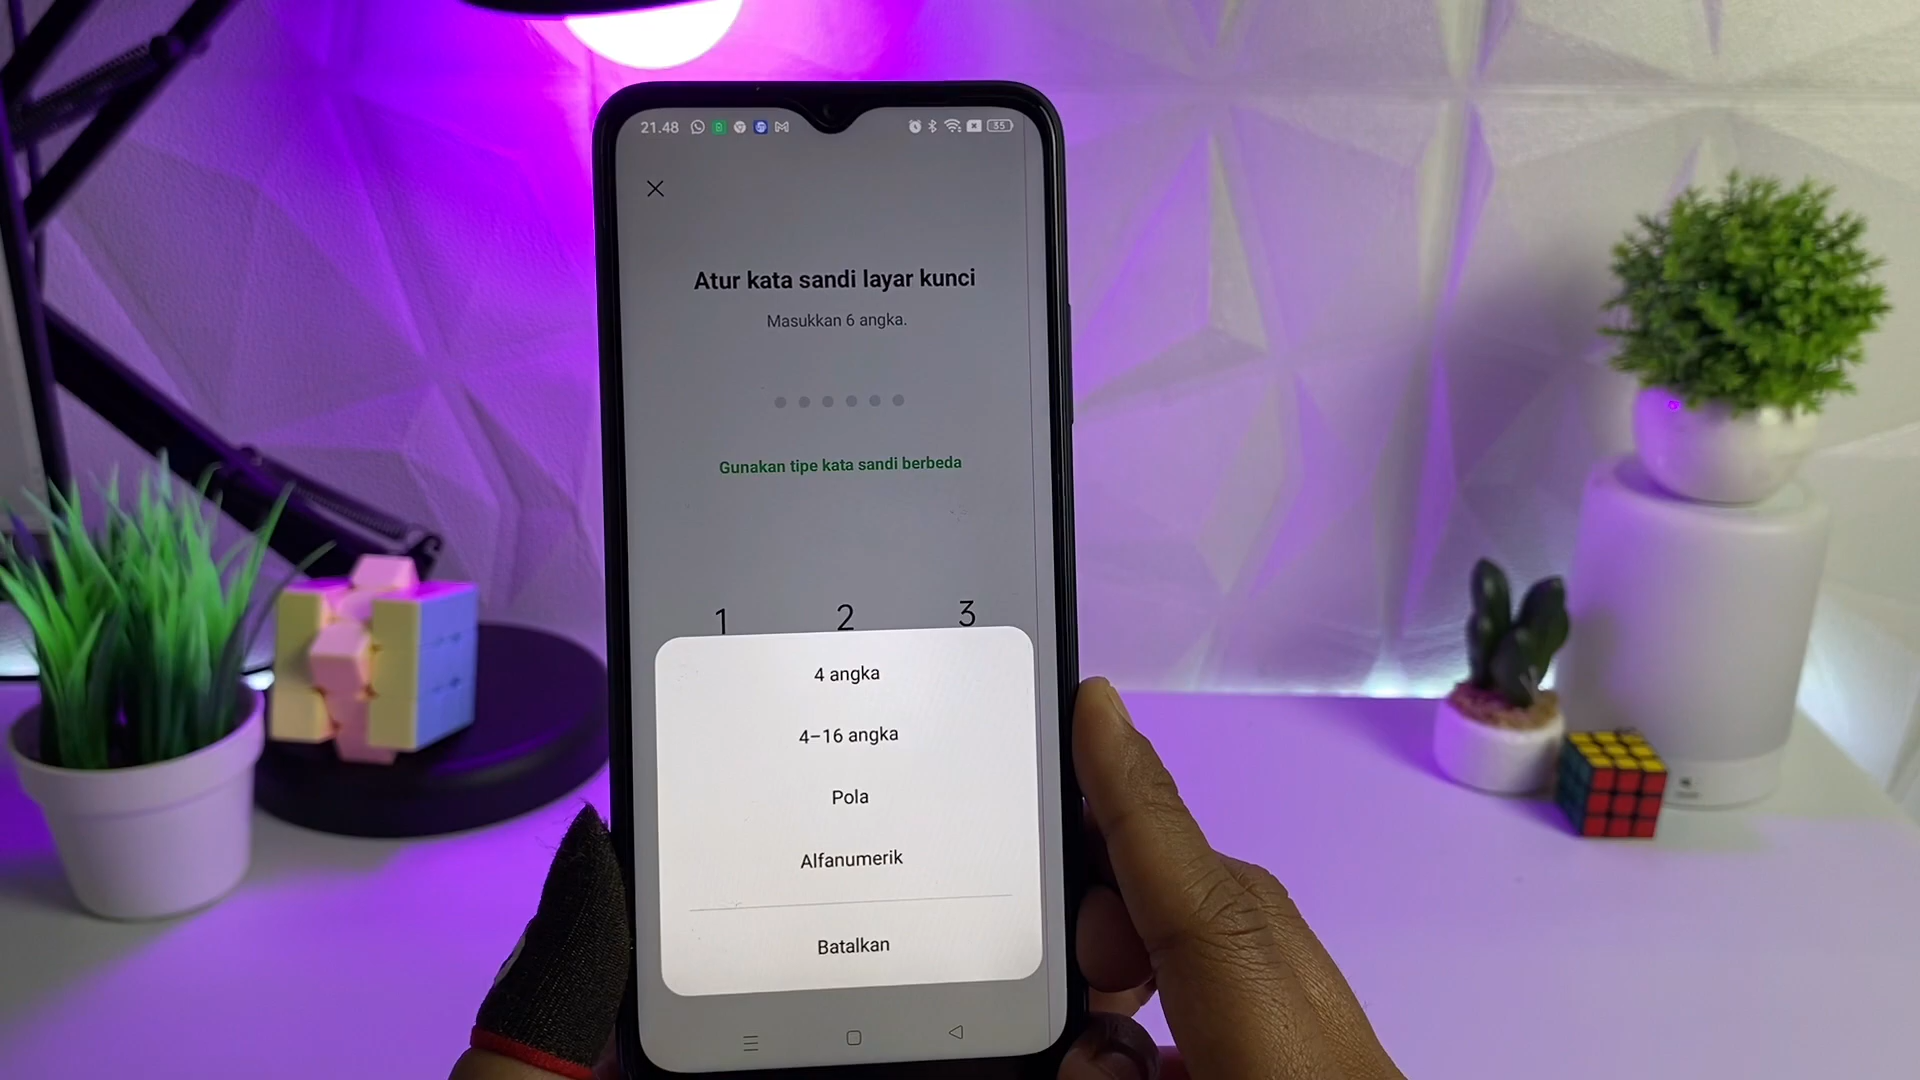 21.48
35
Atur kata sandi layar kunci
Masukkan 6 angka.
Gunakan tipe kata sandi berbeda
1 2 3
4 angka
4–16 angka
Pola
Alfanumerik
Batalkan